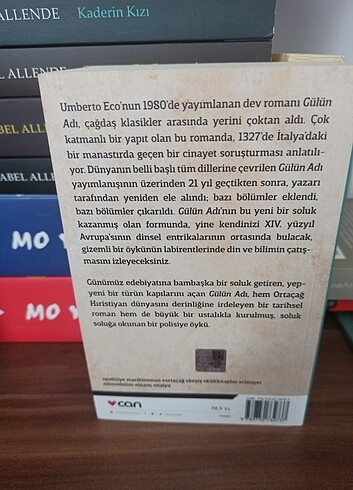 ALLENDE Kaderin Kızı
ALLENDE
BEL ALLENDE
ABEL ALLEND
MO Y
MO
Umberto Eco'nun 1980'de yayımlanan dev romanı Gülün
Adı, çağdaş klasikler arasında yerini çoktan aldı. Çok
katmanlı bir yapıt olan bu romanda, 1327'de İtalya'daki
bir manastırda geçen bir cinayet soruşturması anlatılı-
yor. Dünyanın belli başlı tüm dillerine çevrilen Gülün Adı
yayımlanışının üzerinden 21 yıl geçtikten sonra, yazarı
tarafından yeniden ele alındı; bazı bölümler eklendi,
bazı bölümler çıkarıldı. Gülün Adı'nın bu yeni bir soluk
kazanmış olan formunda, yine kendinizi XIV. yüzyıl
Avrupa'sının dinsel entrikalarının ortasında bulacak,
gizemli bir öykünün labirentinde din ve bilimin çatış-
masını izleyeceksiniz.
Günümüz edebiyatına bambaşka bir soluk getiren, yep-
yeni bir türün kapılarını açan Gülün Adı, hem Ortaçağ
Hıristiyan dünyasını derinliğine irdeleyen bir tarihsel
roman hem de büyük bir ustalıkla kurulmuş, soluk
soluğa okunan bir polisiye öykü.
can